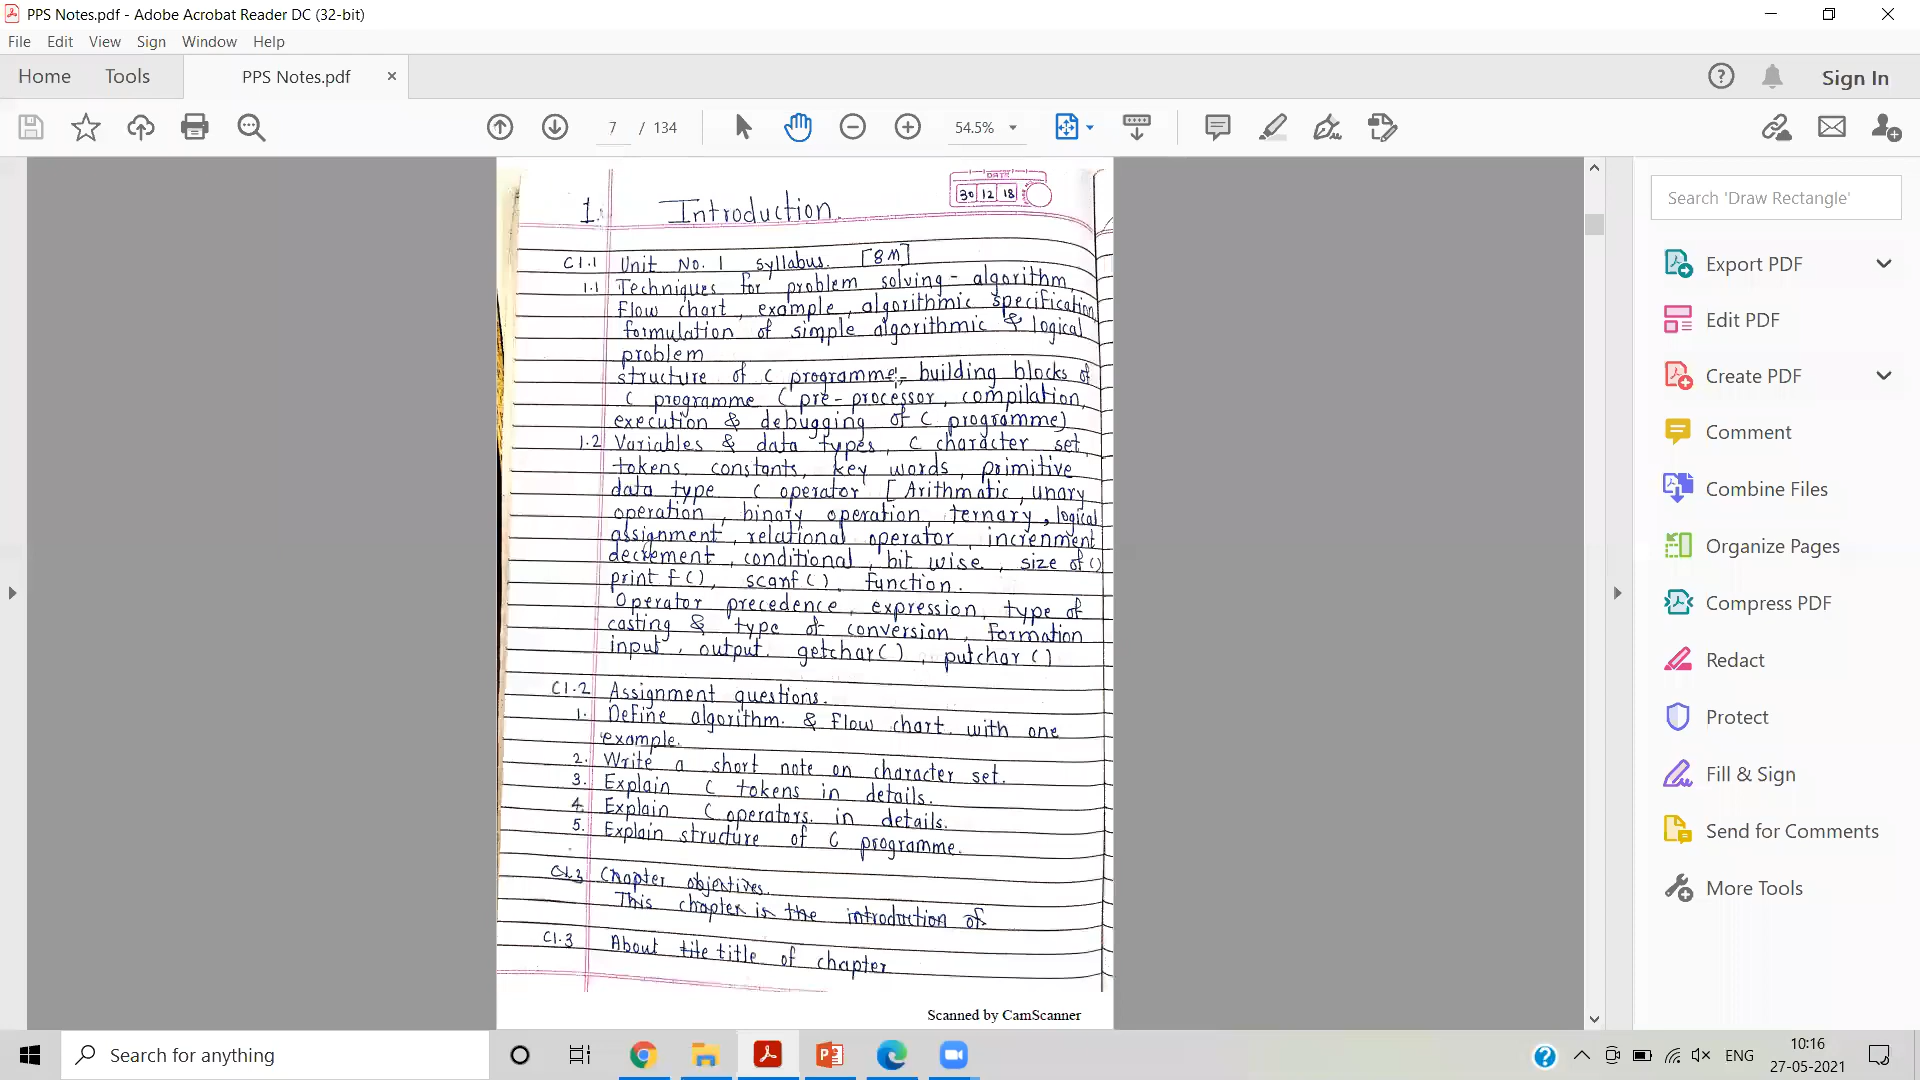 PPS Notes.pdf - Adobe Acrobat Reader DC (32-bit)
File Edit View Sign Window Help
Home Tools PPS Notes.pdf × Sign In
7 / 134 54.5%
DATE
30 12 18
1. Introduction.
C1.1 Unit No. 1 syllabus. [8M]
1.1 Techniques for problem solving - algorithm,
Flow chart, example, algorithmic specification,
formulation of simple algorithmic & logical
problem
structure of C programme - building blocks of
C programme (pre-processor, compilation,
execution & debugging of C programme)
1.2 Variables & data types, C character set,
tokens, constants, key words, primitive
data type C operator [Arithmatic, unary
operation, binary operation, ternary, logical
assignment, relational operator, increnment
decrement, conditional, bit wise, size of ()
print f (), scanf (), function.
Operator precedence, expression, type of
casting & type of conversion, formation
input, output. getchar(), putchar ()
C1.2 Assignment questions.
1. Define algorithm. & flow chart with one
example.
2. Write a short note on character set.
3. Explain C tokens in details.
4. Explain C operators. in details.
5. Explain structure of C programme.
Chapter objectives.
This chapter is the introduction of
C1.3 About the title of chapter
Scanned by CamScanner
Search 'Draw Rectangle'
Export PDF
Edit PDF
Create PDF
Comment
Combine Files
Organize Pages
Compress PDF
Redact
Protect
Fill & Sign
Send for Comments
More Tools
Search for anything
ENG
10:16
27-05-2021